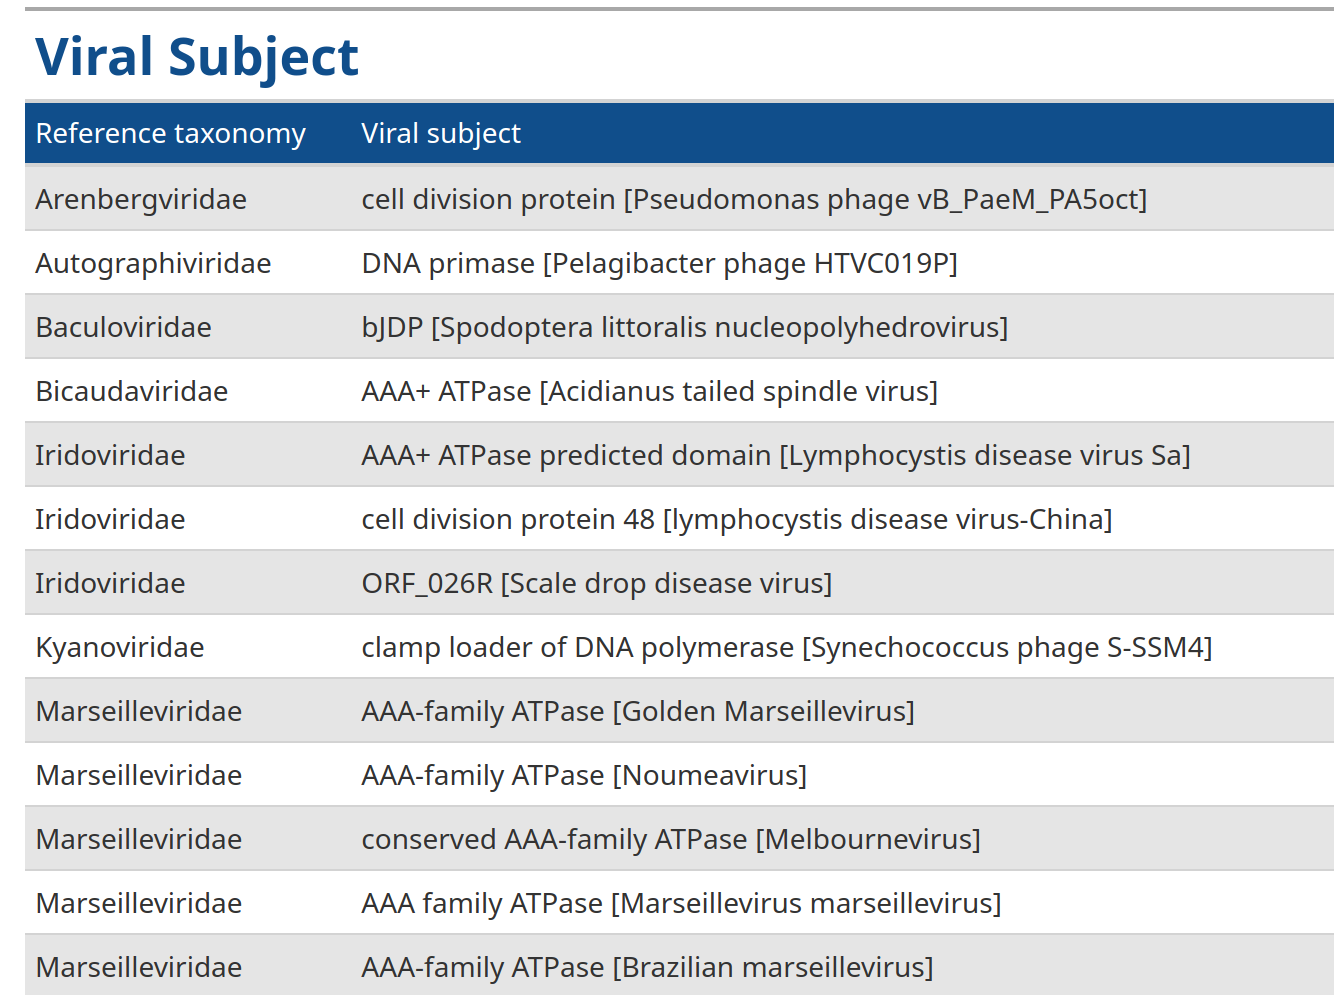 Viral Subject
Reference taxonomy Viral subject
Arenbergviridae cell division protein [Pseudomonas phage vB_PaeM_PA5oct]
Autographiviridae DNA primase [Pelagibacter phage HTVC019P]
Baculoviridae bJDP [Spodoptera littoralis nucleopolyhedrovirus]
Bicaudaviridae AAA+ ATPase [Acidianus tailed spindle virus]
Iridoviridae AAA+ ATPase predicted domain [Lymphocystis disease virus Sa]
Iridoviridae cell division protein 48 [lymphocystis disease virus-China]
Iridoviridae ORF_026R [Scale drop disease virus]
Kyanoviridae clamp loader of DNA polymerase [Synechococcus phage S-SSM4]
Marseilleviridae AAA-family ATPase [Golden Marseillevirus]
Marseilleviridae AAA-family ATPase [Noumeavirus]
Marseilleviridae conserved AAA-family ATPase [Melbournevirus]
Marseilleviridae AAA family ATPase [Marseillevirus marseillevirus]
Marseilleviridae AAA-family ATPase [Brazilian marseillevirus]